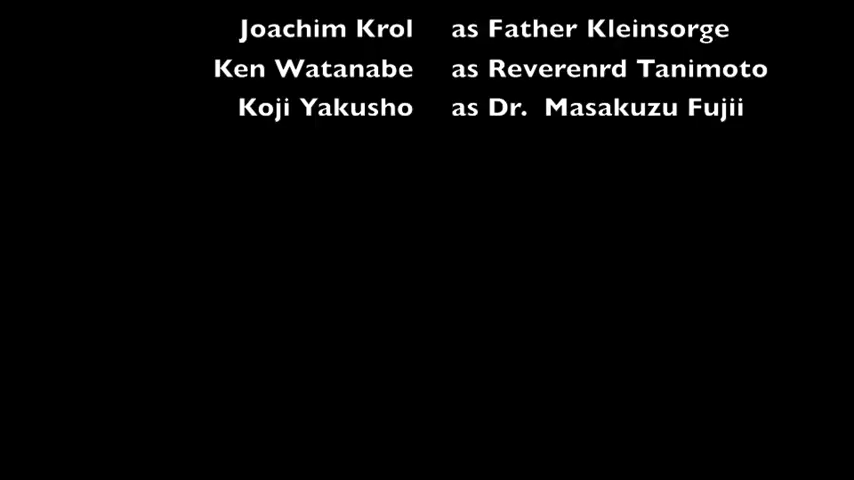 Joachim Krol as Father Kleinsorge
Ken Watanabe as Reverenrd Tanimoto
Koji Yakusho as Dr. Masakuzu Fujii